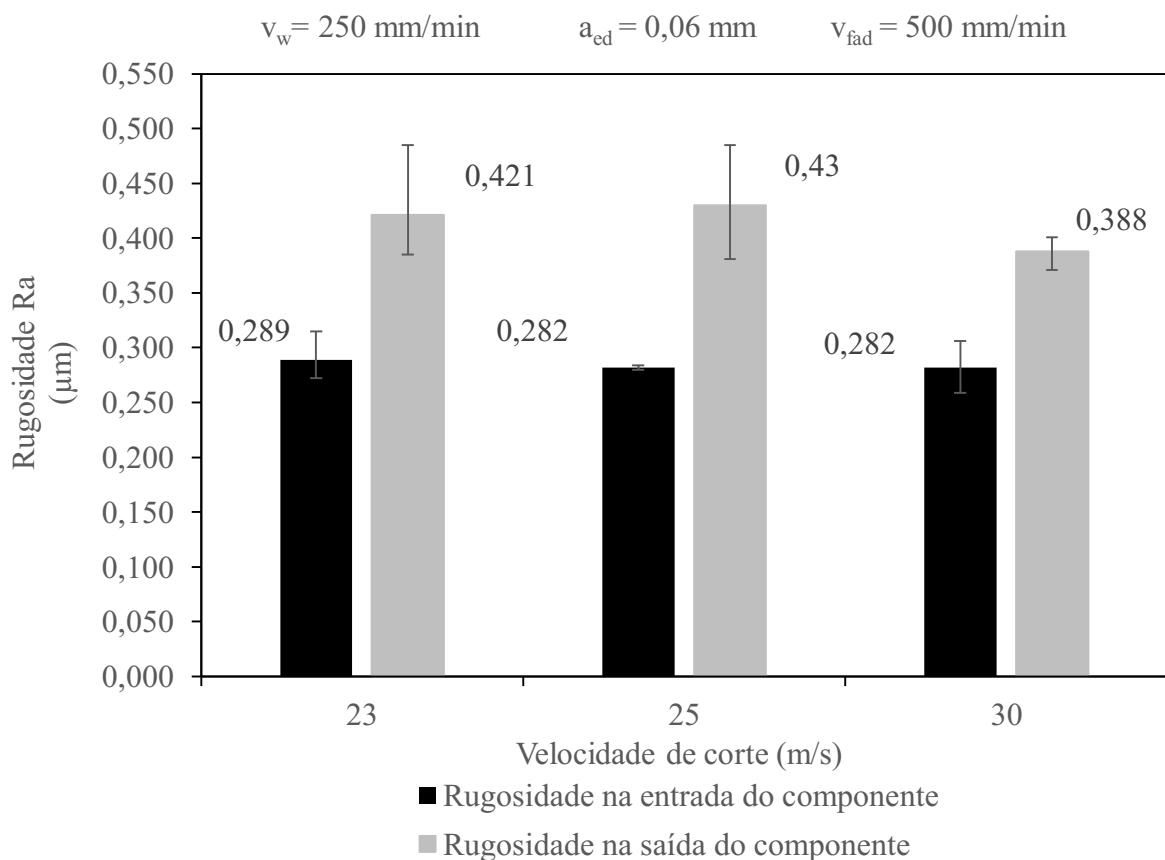 v_w= 250 mm/min a_ed = 0,06 mm v_fad = 500 mm/min
0,550
0,500
0,450
0,400
0,350
0,300
0,250
0,200
0,150
0,100
0,050
0,000
Rugosidade Ra
(µm)
0,289
0,421
0,282
0,43
0,282
0,388
23 25 30
Velocidade de corte (m/s)
Rugosidade na entrada do componente
Rugosidade na saída do componente